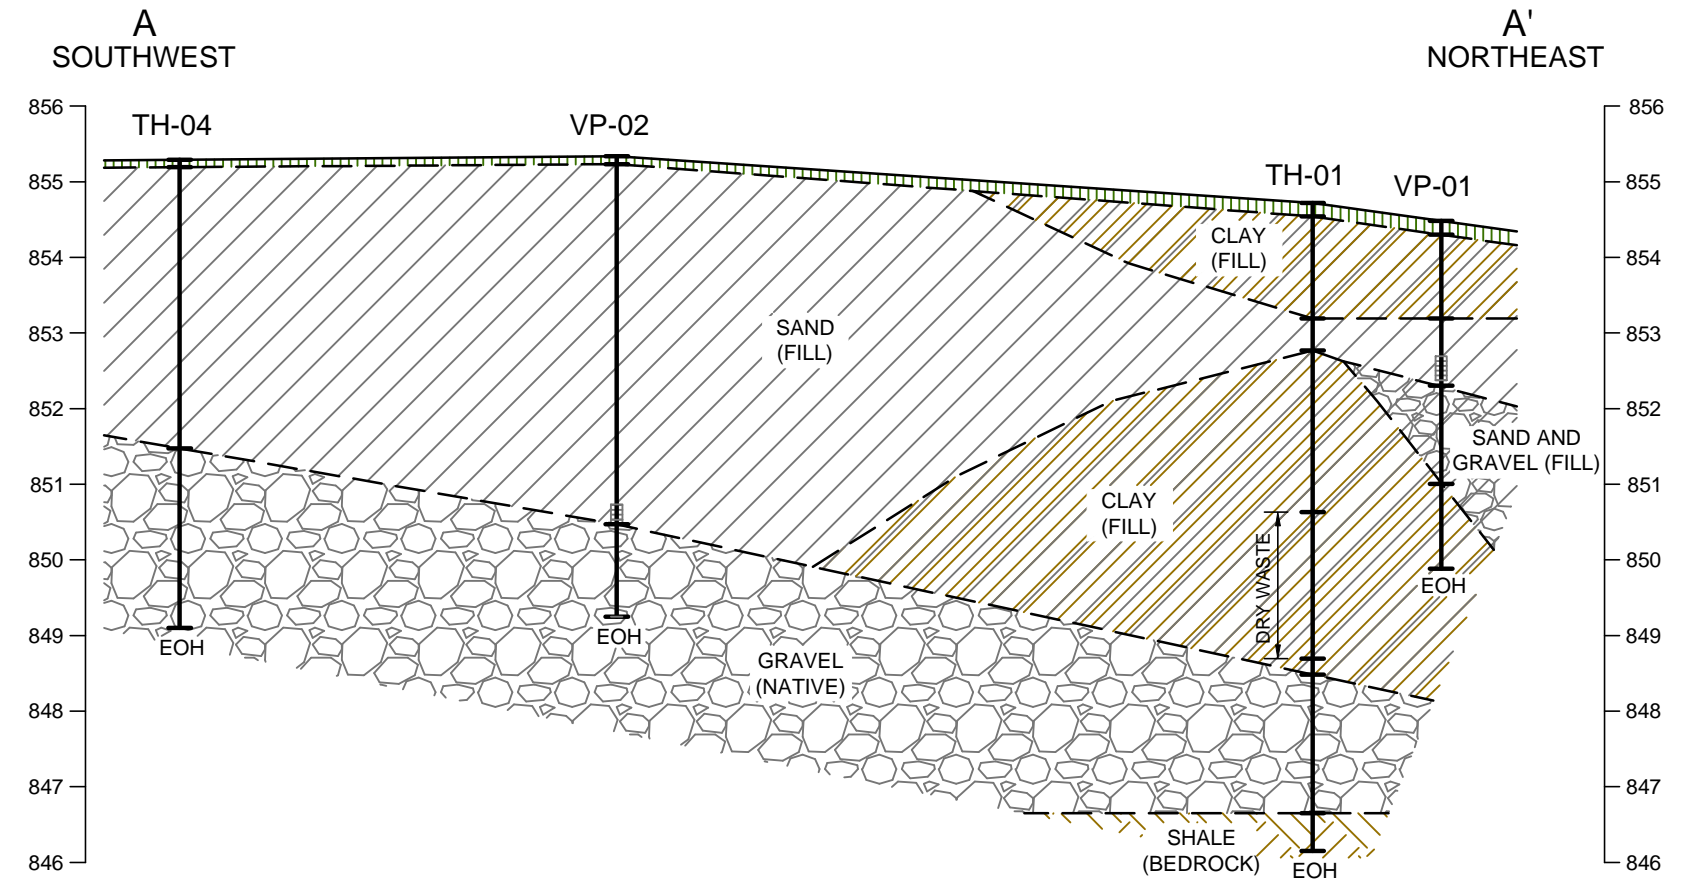 A
SOUTHWEST
A'
NORTHEAST
856
855
854
853
852
851
850
849
848
847
846
TH-04
VP-02
TH-01
VP-01
CLAY
(FILL)
SAND
(FILL)
SAND AND
GRAVEL (FILL)
CLAY
(FILL)
DRY WASTE
EOH
EOH
EOH
GRAVEL
(NATIVE)
SHALE
(BEDROCK)
EOH
856
855
854
853
852
851
850
849
848
847
846